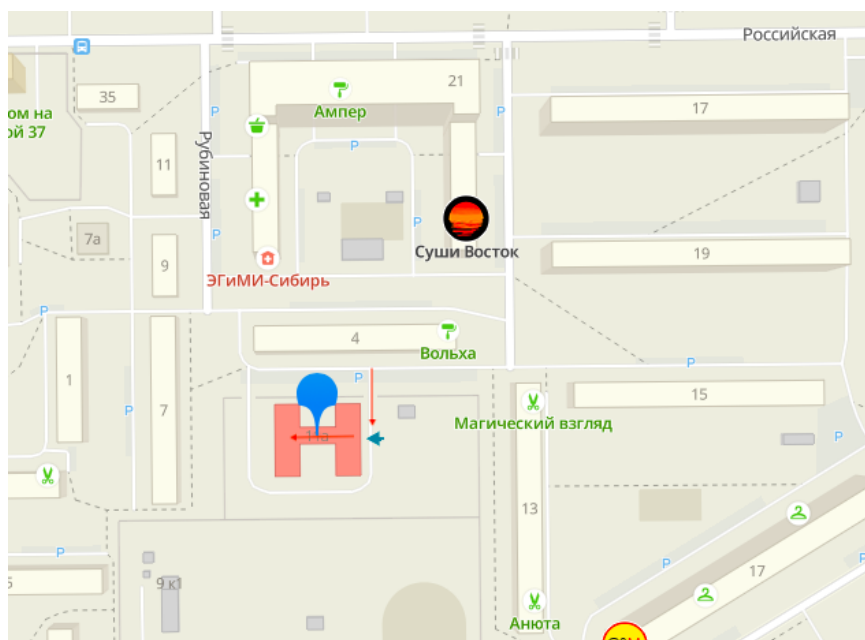 Российская
35
21
Ампер
17
ом на
ой 37
Рубиновая
11
P
P
P
7а
9
P
P
Суши Восток
19
ЭГиМИ-Сибирь
P
4
Вольха
1
7
P
P
P
15
Магический взгляд
P
13
P
P
17
9 к1
Анюта